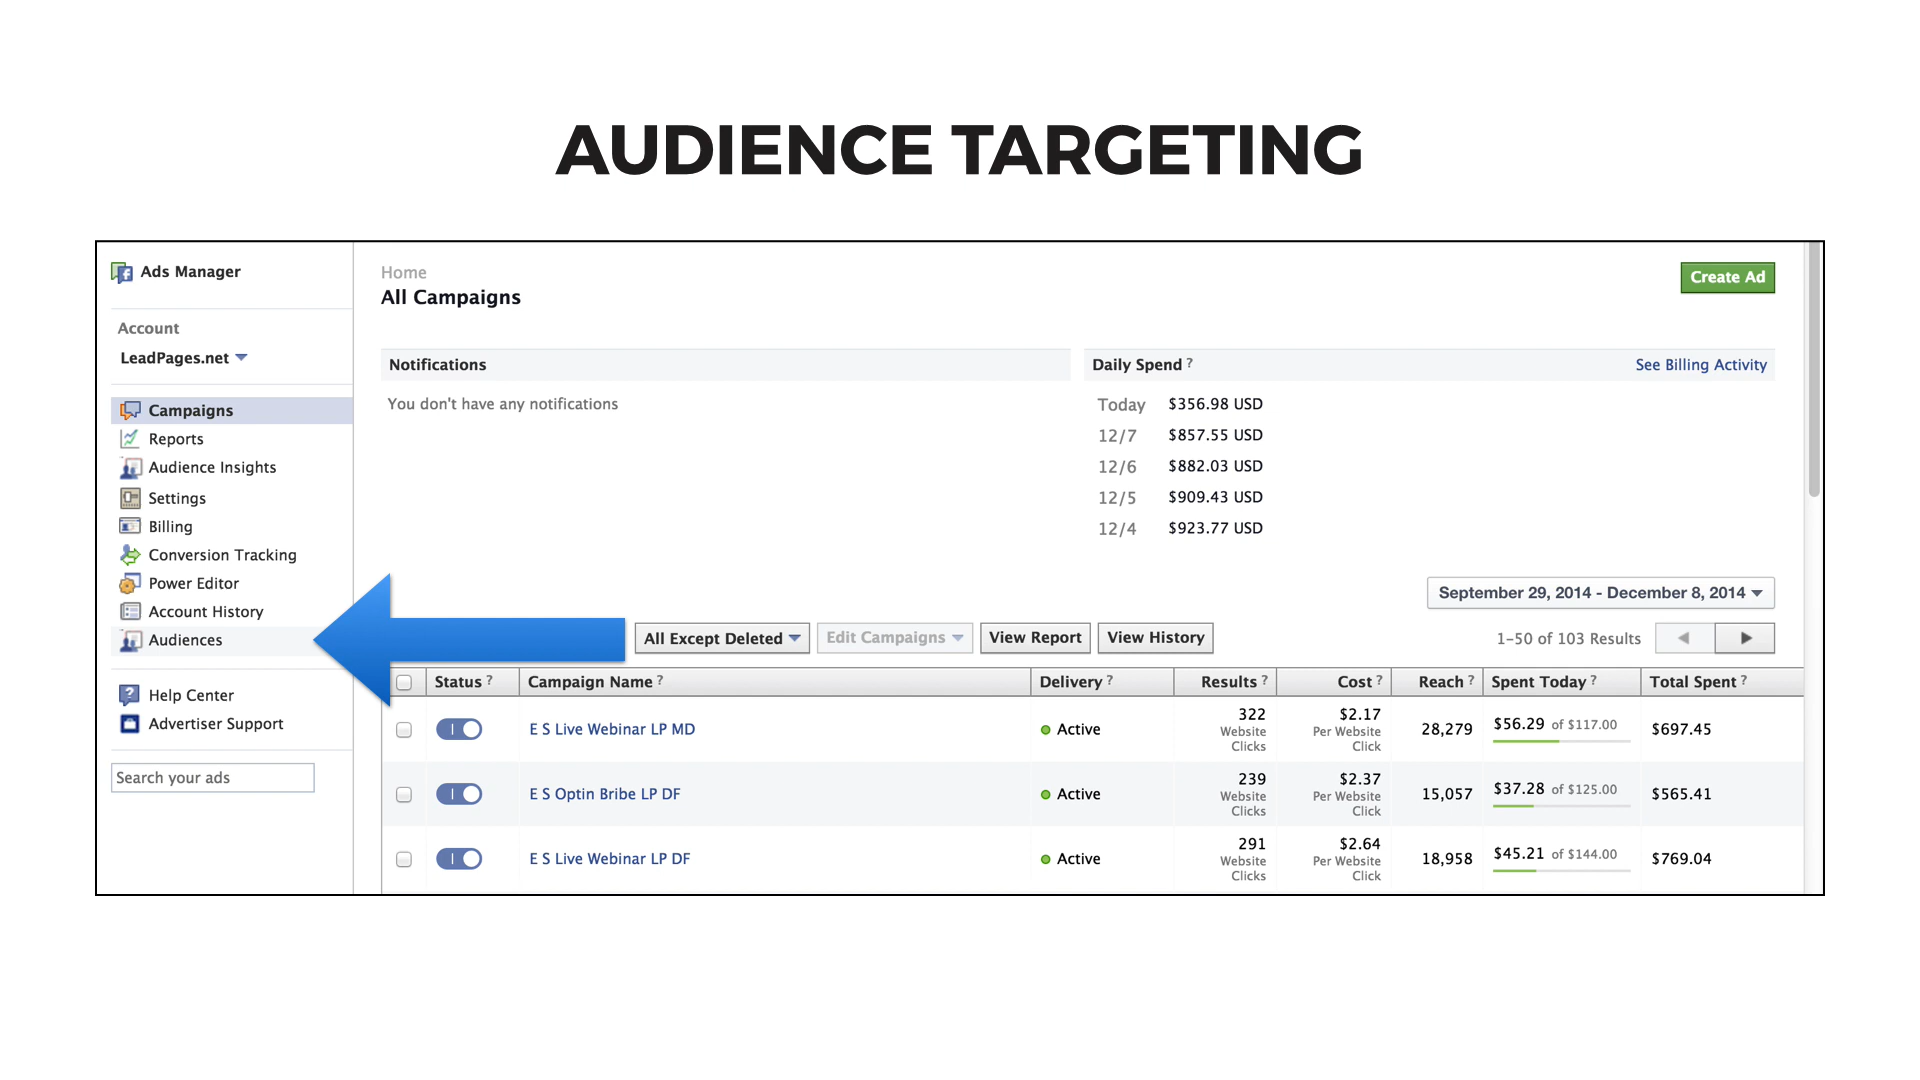 AUDIENCE TARGETING
Ads Manager
Account
LeadPages.net
Campaigns
Reports
Audience Insights
Settings
Billing
Conversion Tracking
Power Editor
Account History
Audiences
Help Center
Advertiser Support
Search your ads
Home
All Campaigns
Create Ad
Notifications
You don't have any notifications
Daily Spend ?
See Billing Activity
Today $356.98 USD
12/7 $857.55 USD
12/6 $882.03 USD
12/5 $909.43 USD
12/4 $923.77 USD
September 29, 2014 - December 8, 2014
All Except Deleted Edit Campaigns View Report View History 1-50 of 103 Results
Status ? Campaign Name ? Delivery ? Results ? Cost ? Reach ? Spent Today ? Total Spent ?
E S Live Webinar LP MD Active 322 Website Clicks $2.17 Per Website Click 28,279 $56.29 of $117.00 $697.45
E S Optin Bribe LP DF Active 239 Website Clicks $2.37 Per Website Click 15,057 $37.28 of $125.00 $565.41
E S Live Webinar LP DF Active 291 Website Clicks $2.64 Per Website Click 18,958 $45.21 of $144.00 $769.04